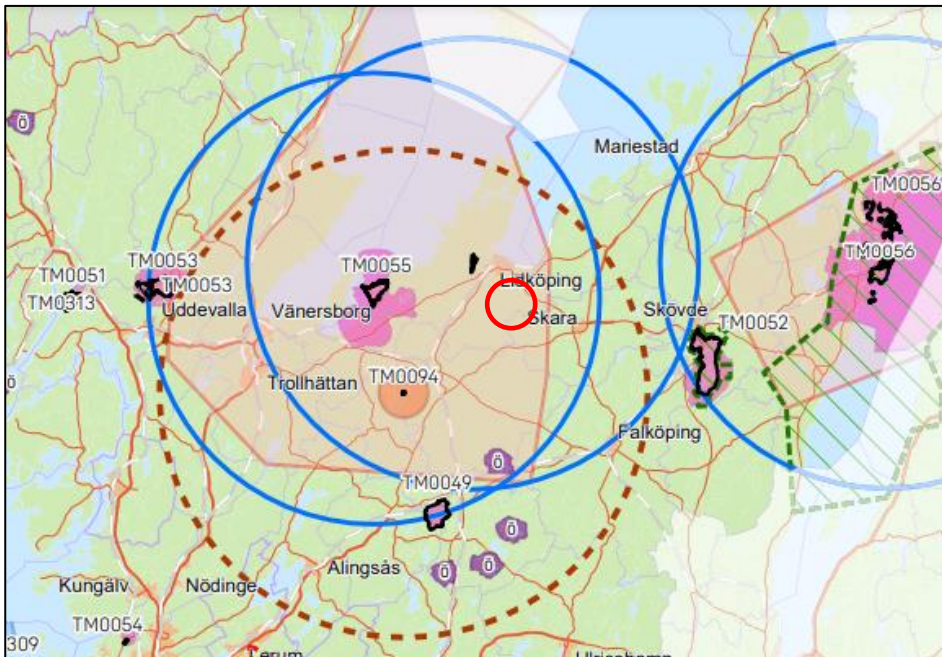 Ö
Mariestad
TM0056
TM0056
TM0053
TM0051
TM0055
TM0053
Lidköping
TM0313
Uddevalla
Vänersborg
Skara
Skövde
TM0052
Trollhättan
TM0094
Ö
Falköping
Ö
TM0049
Ö
Alingsås
Ö
Ö
Kungälv
Nödinge
TM0054
309